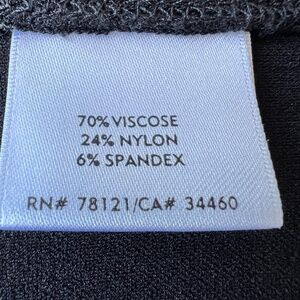 70% VISCOSE
24% NYLON
6% SPANDEX
RN# 78121/CA# 34460